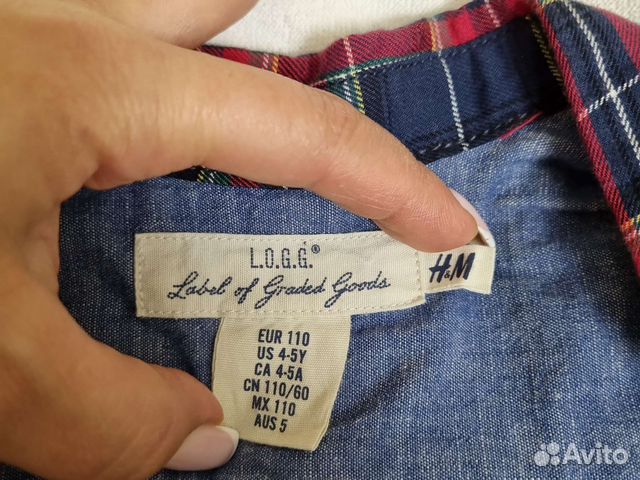 L.O.G.G.®
Label of Graded Goods
H&M
EUR 110
US 4-5Y
CA 4-5A
CN 110/60
MX 110
AUS 5
Avito